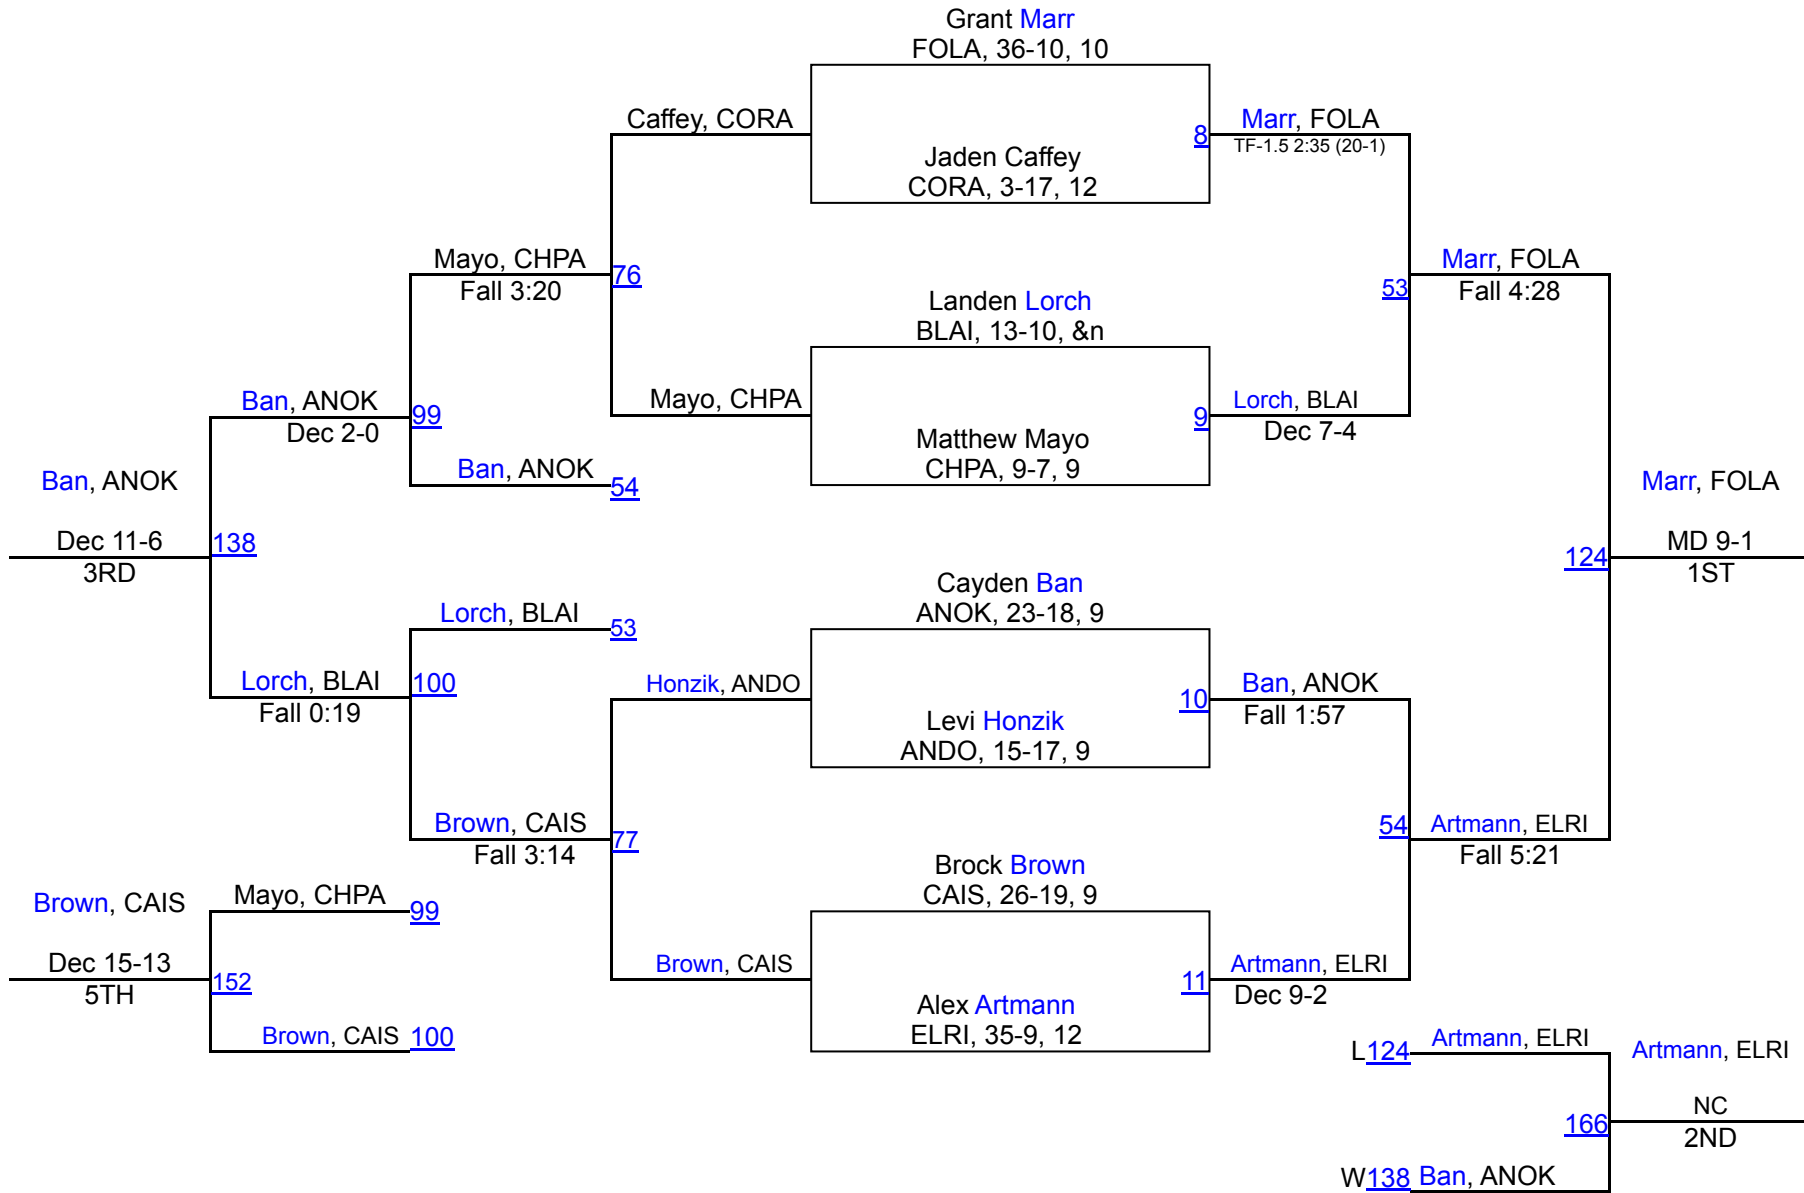 Grant Marr
FOLA, 36-10, 10
Caffey, CORA
8
Marr, FOLA
TF-1.5 2:35 (20-1)
Jaden Caffey
CORA, 3-17, 12
Mayo, CHPA
Fall 3:20
76
Landen Lorch
BLAI, 13-10, &n
53
Marr, FOLA
Fall 4:28
Ban, ANOK
Dec 2-0
99
Mayo, CHPA
9
Lorch, BLAI
Dec 7-4
Matthew Mayo
CHPA, 9-7, 9
Ban, ANOK
54
Ban, ANOK
Dec 11-6
3RD
138
Marr, FOLA
124
MD 9-1
1ST
Cayden Ban
ANOK, 23-18, 9
Lorch, BLAI
53
Lorch, BLAI
Fall 0:19
100
Honzik, ANDO
10
Ban, ANOK
Fall 1:57
Levi Honzik
ANDO, 15-17, 9
Brown, CAIS
Fall 3:14
77
54
Artmann, ELRI
Fall 5:21
Brock Brown
CAIS, 26-19, 9
Brown, CAIS
Mayo, CHPA
99
Dec 15-13
5TH
152
Brown, CAIS
11
Artmann, ELRI
Dec 9-2
Alex Artmann
ELRI, 35-9, 12
Brown, CAIS 100
L124 Artmann, ELRI
Artmann, ELRI
166
NC
2ND
W138 Ban, ANOK